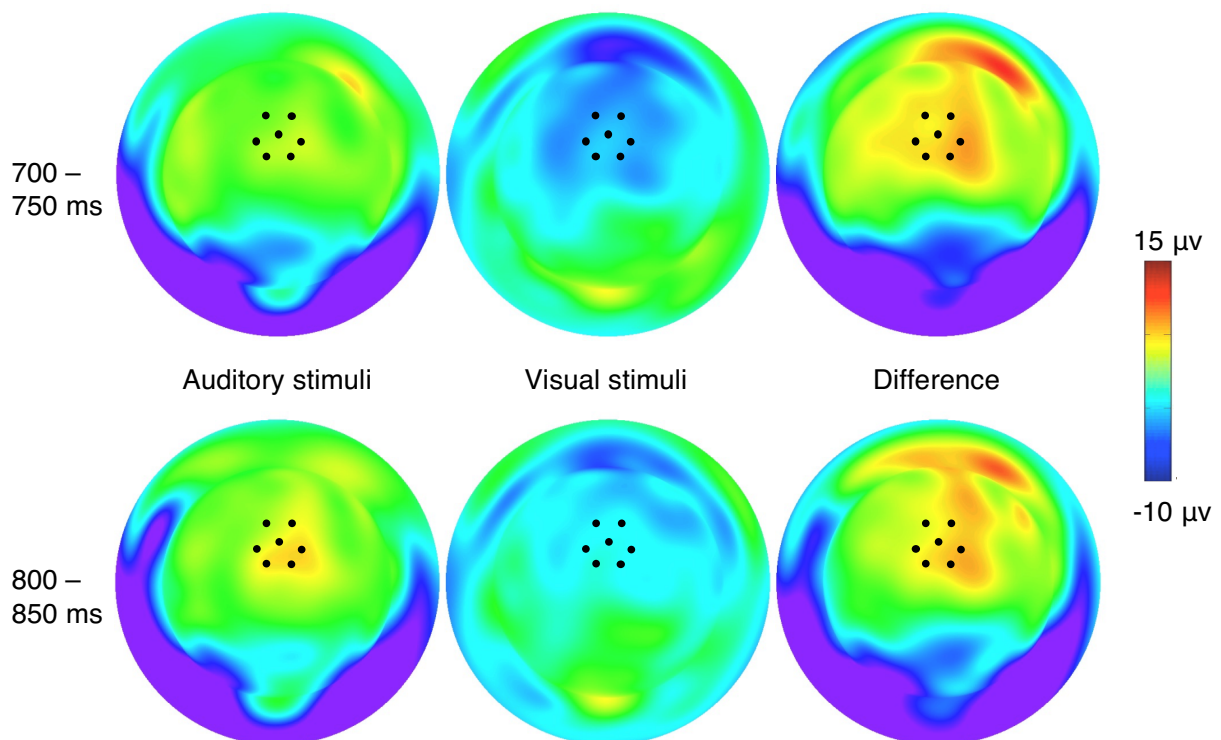 700 –
750 ms
15 μv
Auditory stimuli
Visual stimuli
Difference
-10 μv
800 –
850 ms